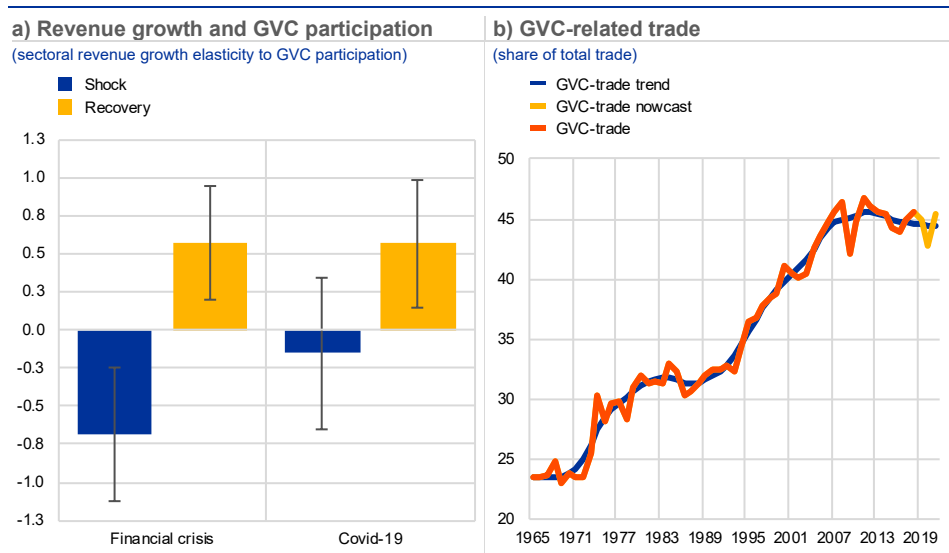 a) Revenue growth and GVC participation
(sectoral revenue growth elasticity to GVC participation)
Shock
Recovery
1.3
1.0
0.8
0.5
0.3
0.0
-0.3
-0.5
-0.8
-1.0
-1.3
Financial crisis
Covid-19
b) GVC-related trade
(share of total trade)
GVC-trade trend
GVC-trade nowcast
GVC-trade
50
45
40
35
30
25
20
1965 1971 1977 1983 1989 1995 2001 2007 2013 2019